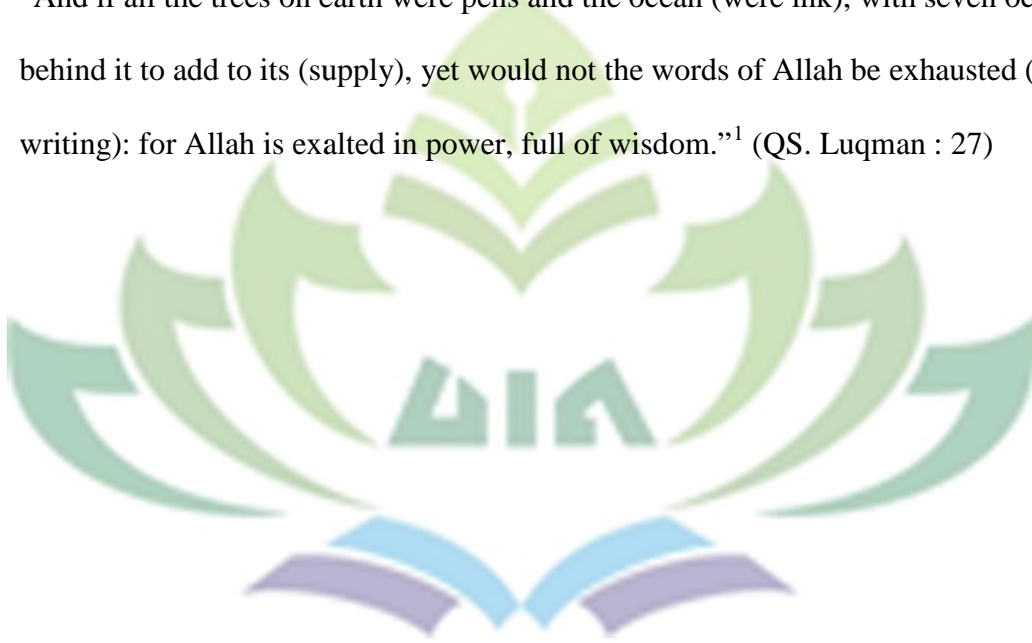 “And if all the trees on earth were pens and the ocean (were ink), with seven
behind it to add to its (supply), yet would not the words of Allah be exhausted (
writing): for Allah is exalted in power, full of wisdom.”¹ (QS. Luqman : 27)
UIN